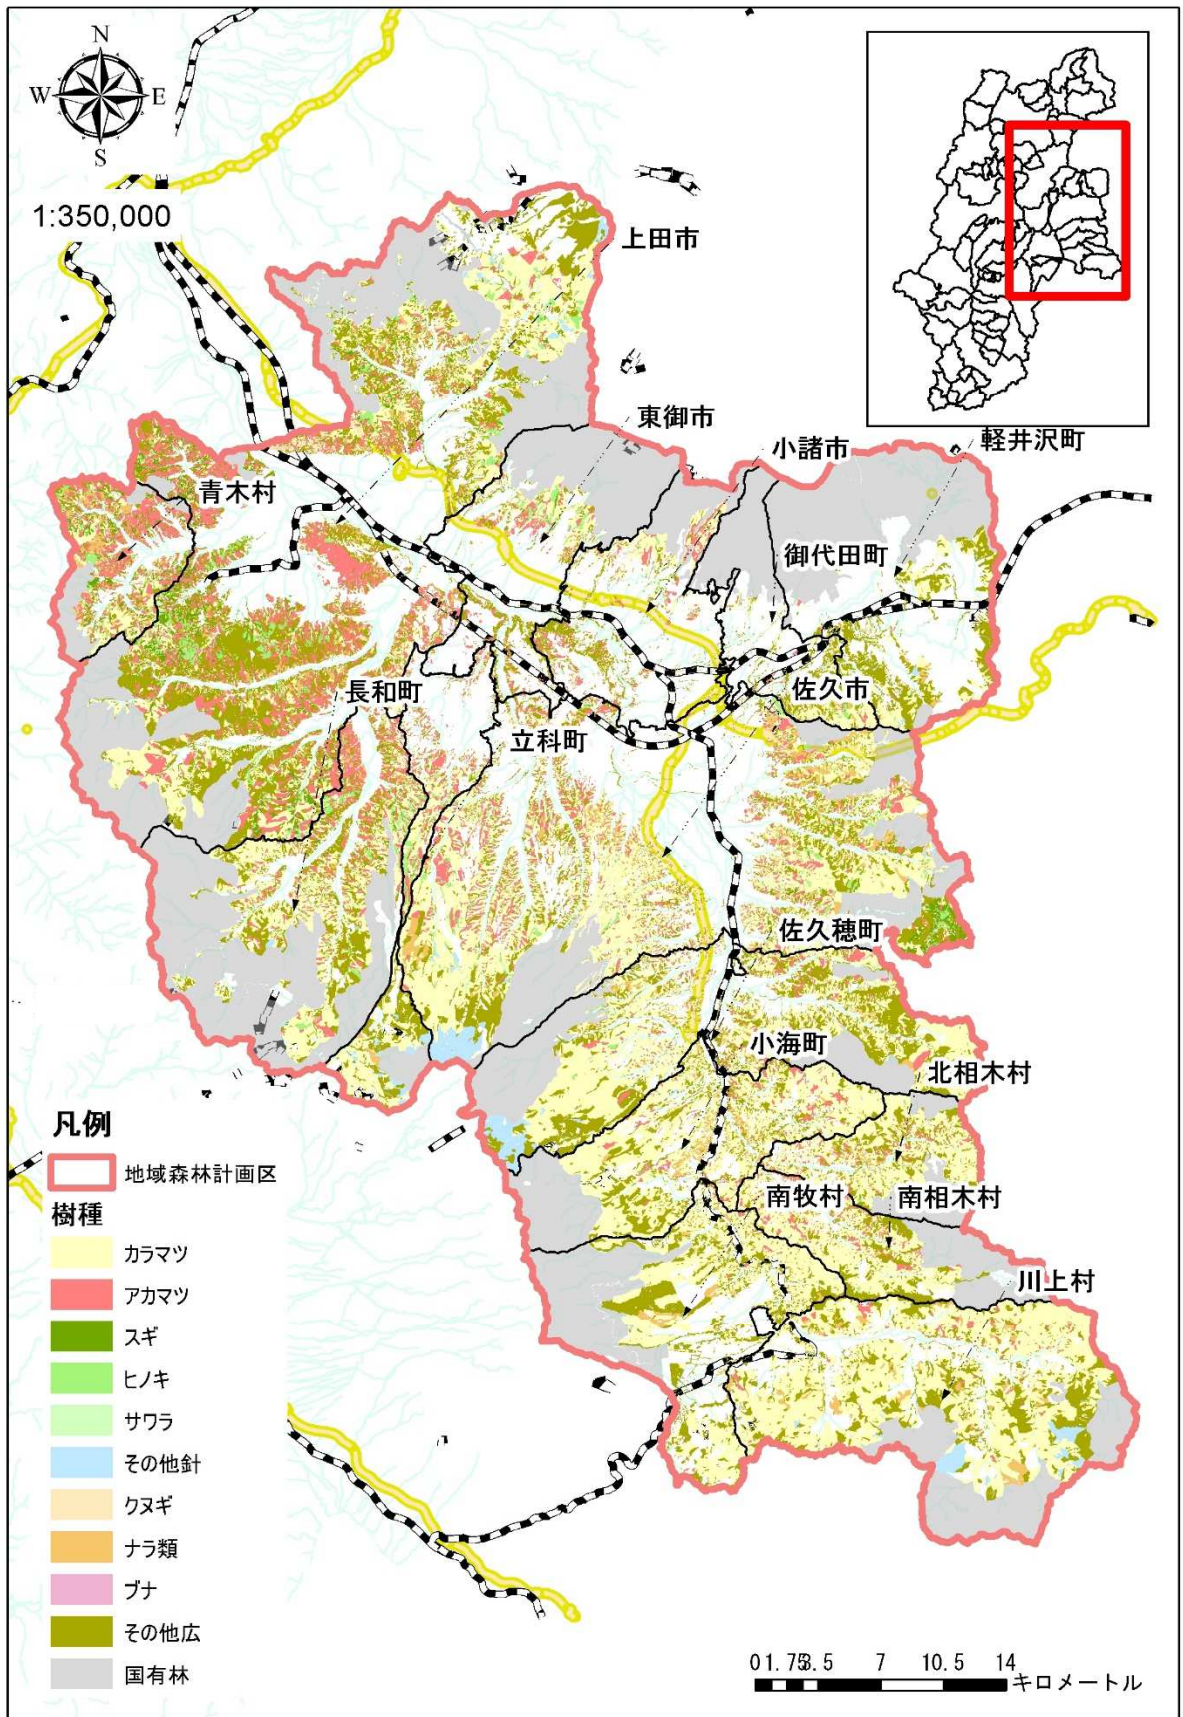 N
W E
S
1:350,000
上田市
東御市
小諸市
軽井沢町
青木村
御代田町
長和町
佐久市
立科町
佐久穂町
小海町
北相木村
南牧村
南相木村
川上村
凡例
地域森林計画区
樹種
カラマツ
アカマツ
スギ
ヒノキ
サワラ
その他針
クヌギ
ナラ類
ブナ
その他広
国有林
0 1.75 3.5 7 10.5 14
キロメートル